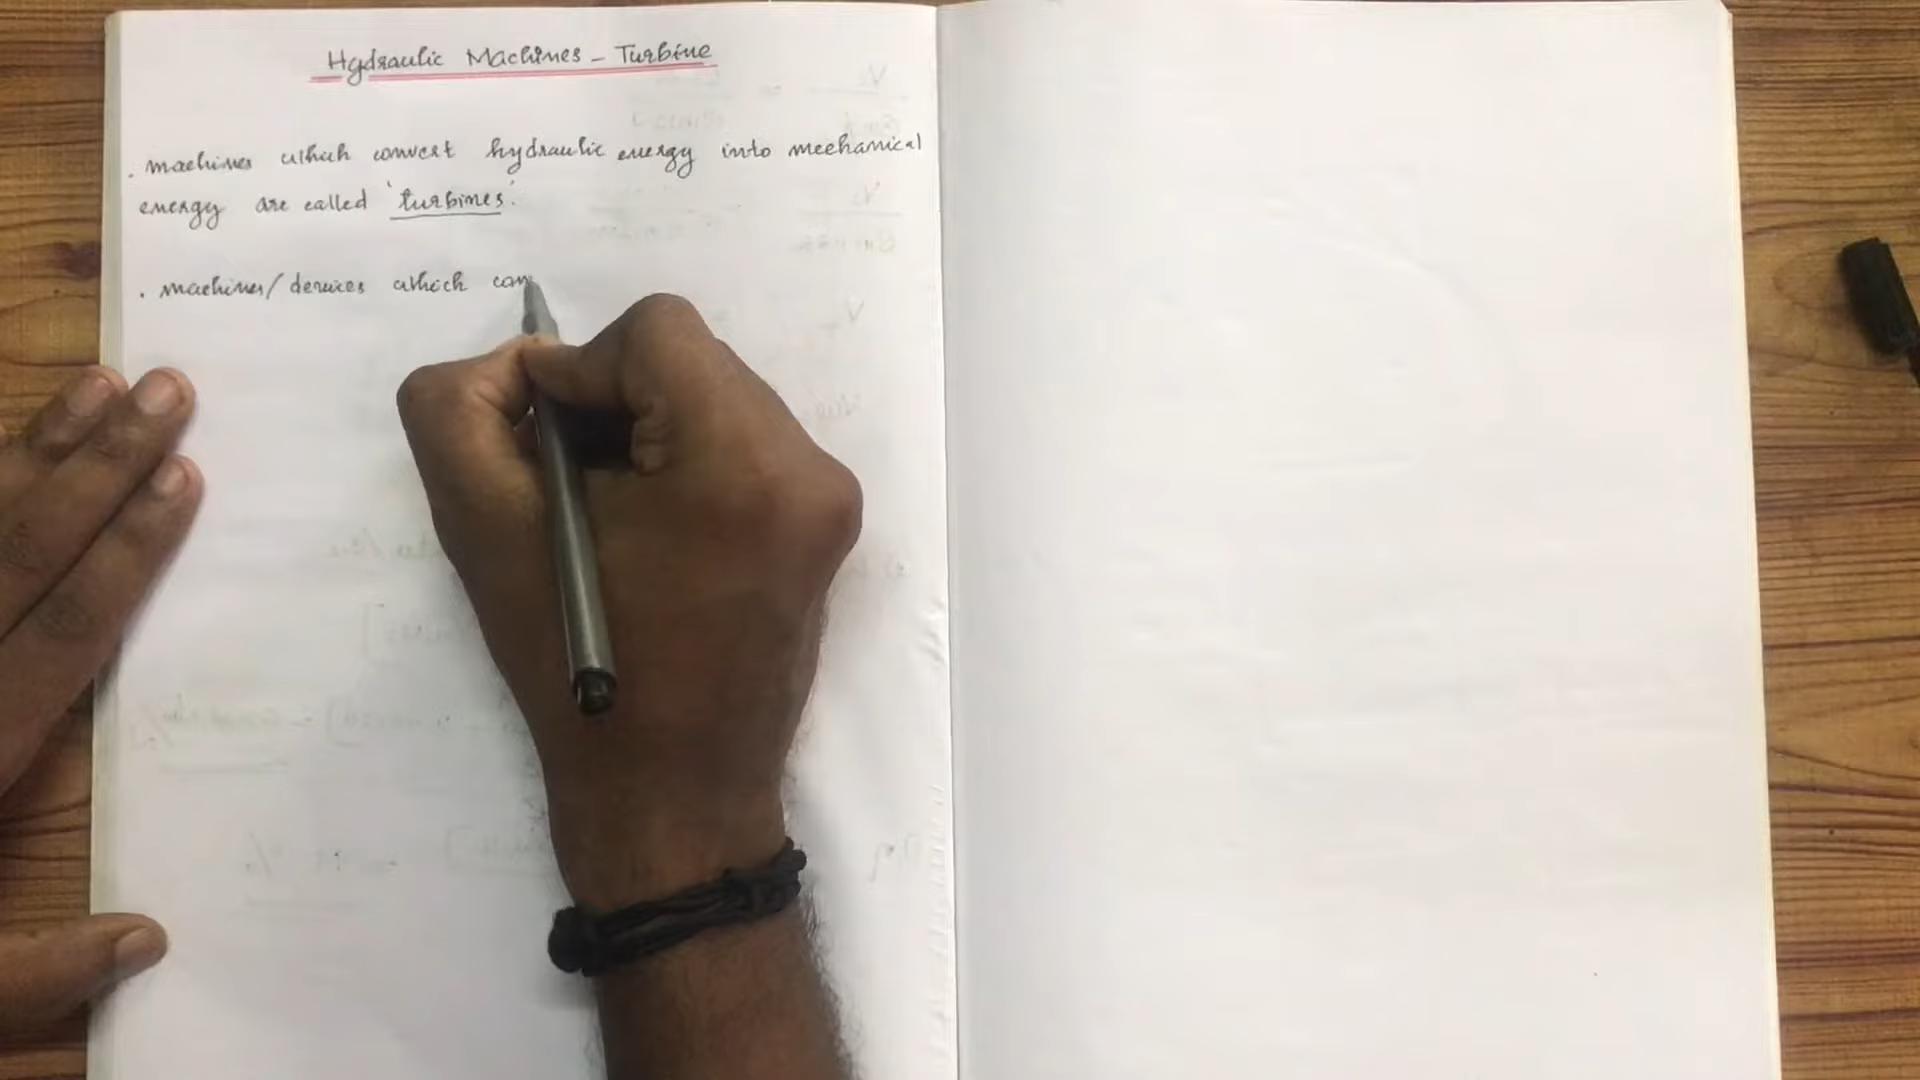 Hydraulic Machines - Turbine
. machines which convert hydraulic energy into mechanical
energy are called 'turbines'.
. machines/devices which con